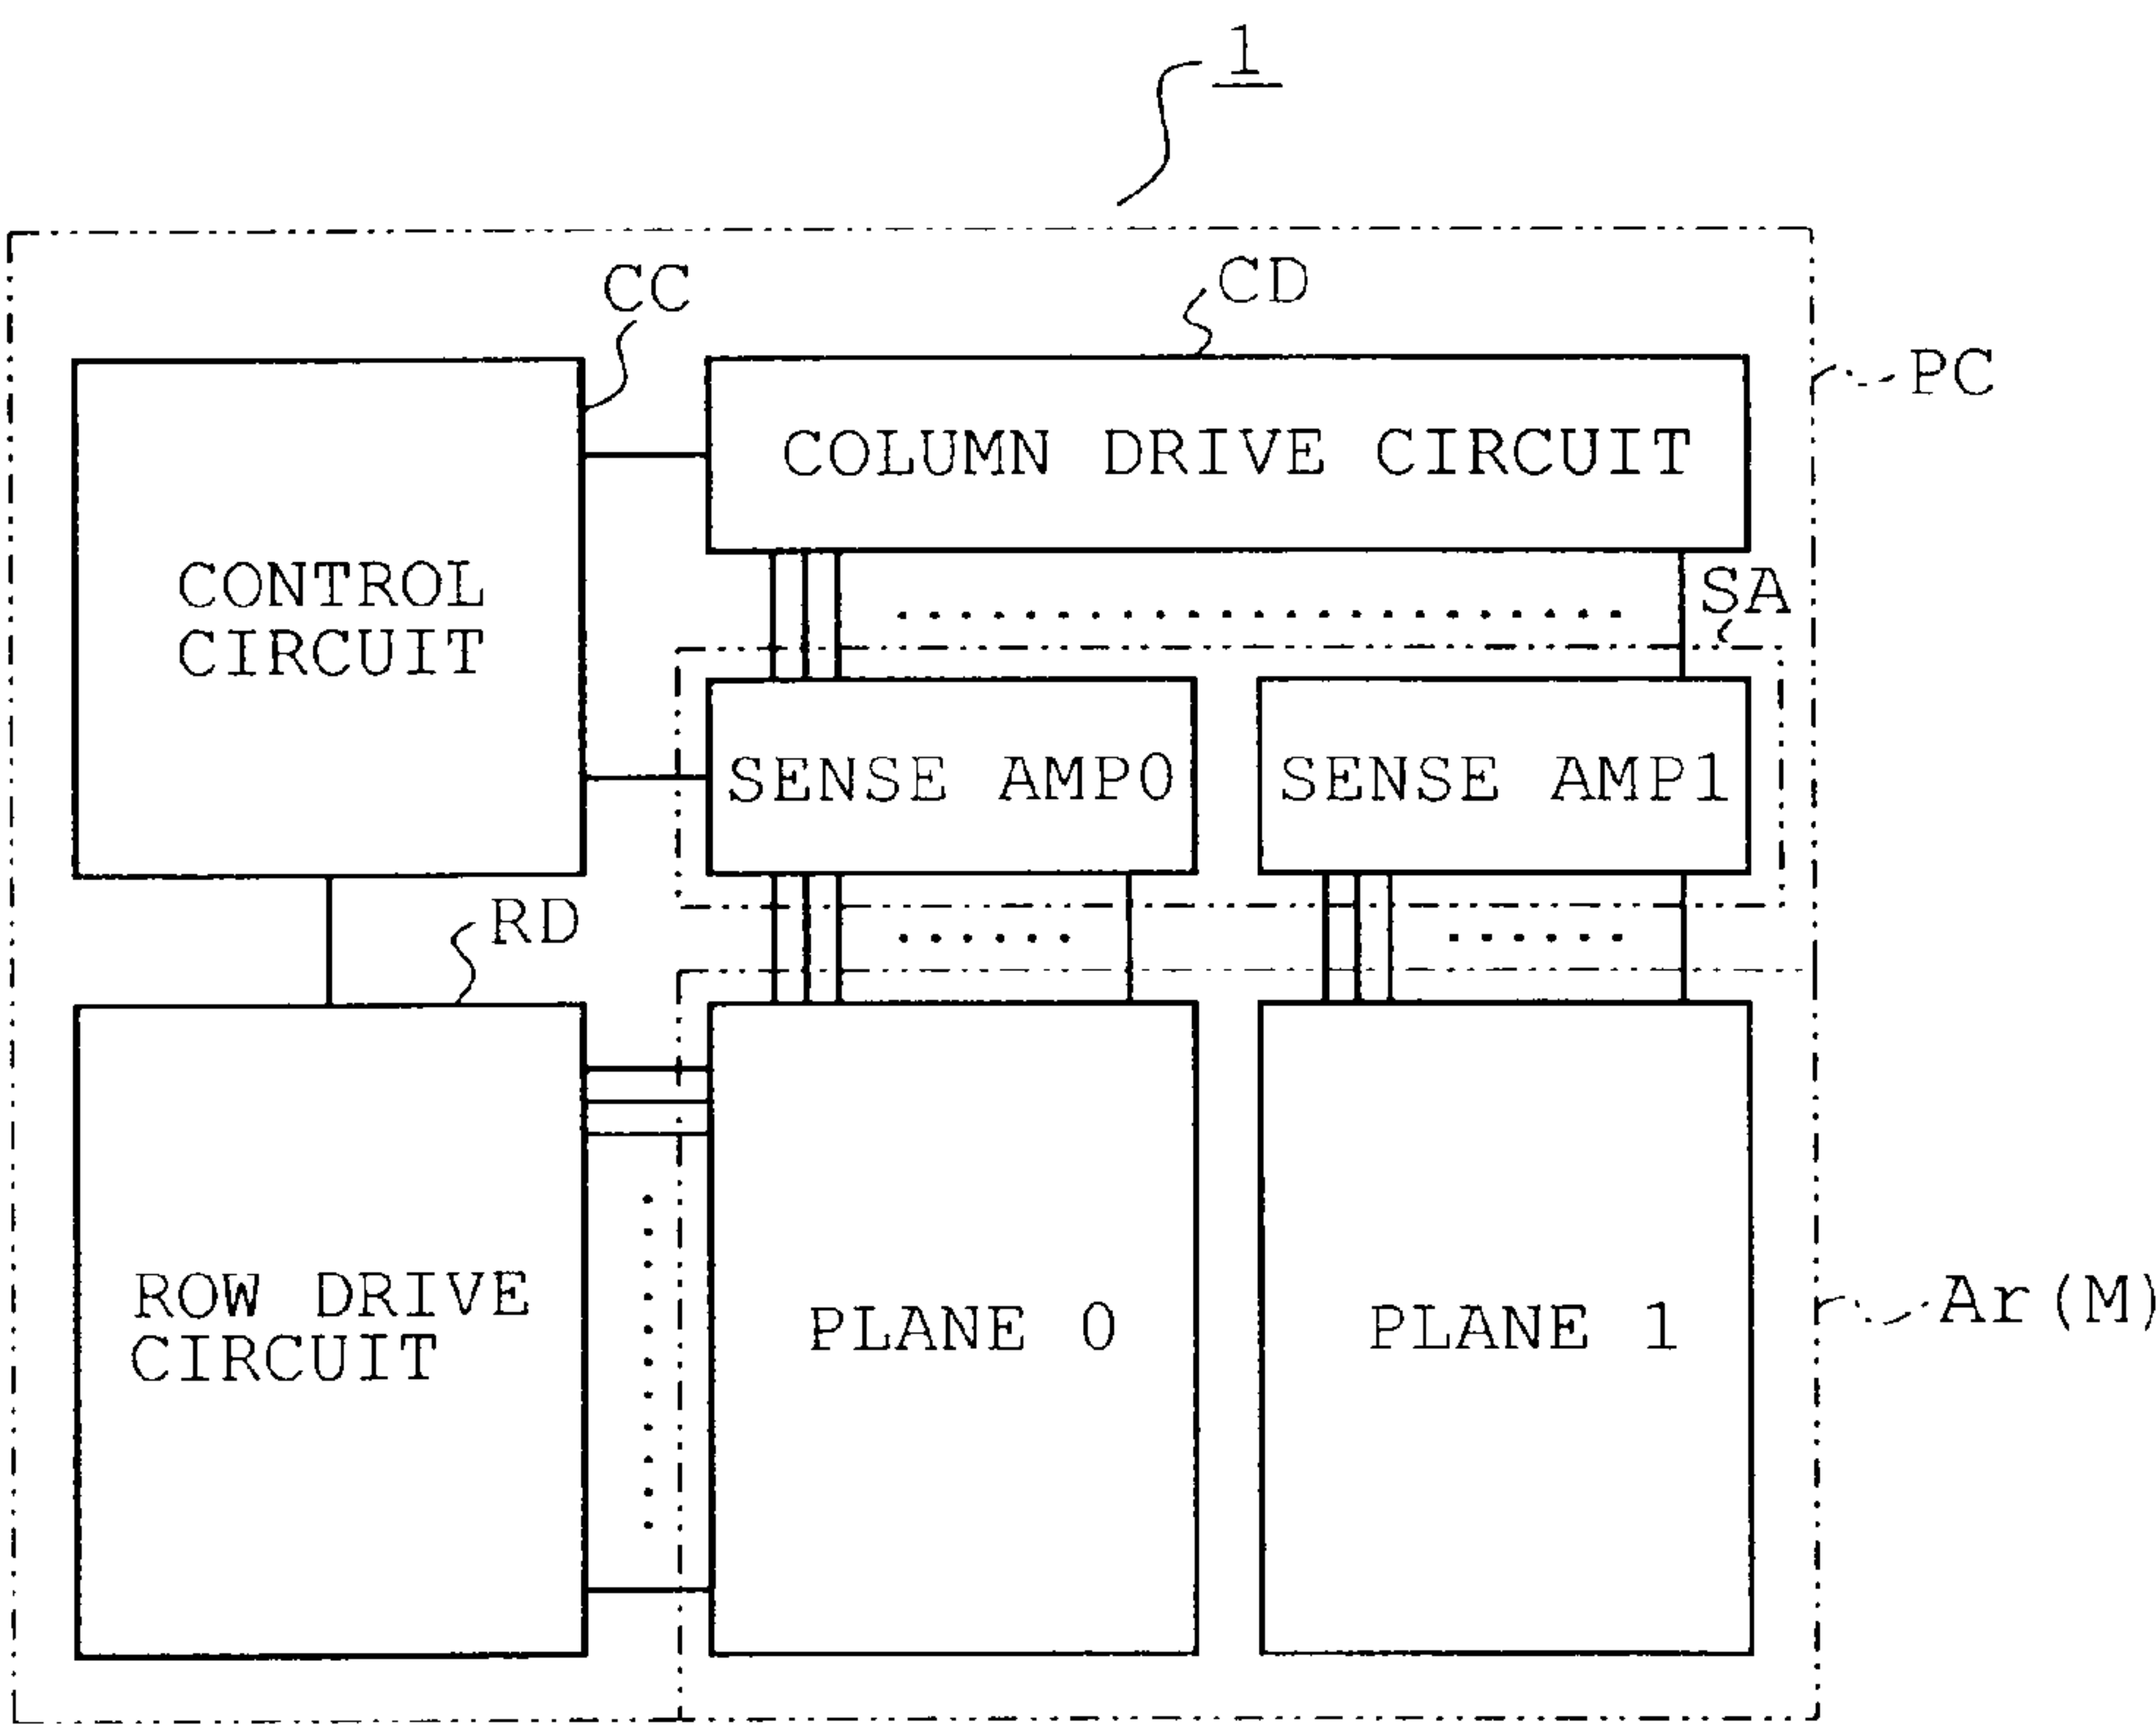 1
CC
CD
PC
COLUMN DRIVE CIRCUIT
CONTROL
CIRCUIT
SA
SENSE AMP0
SENSE AMP1
RD
ROW DRIVE
CIRCUIT
PLANE 0
PLANE 1
Ar(M)